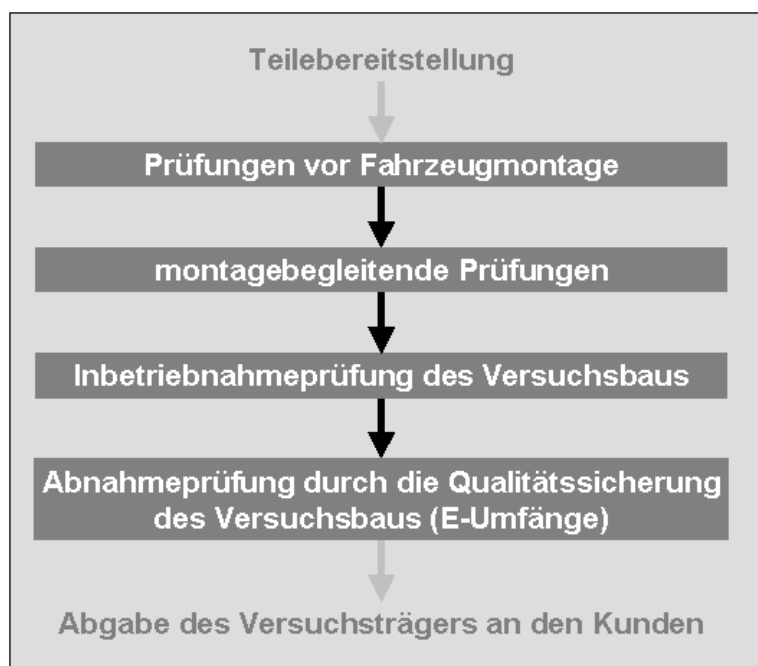 Teilebereitstellung
Prüfungen vor Fahrzeugmontage
montagebegleitende Prüfungen
Inbetriebnahmeprüfung des Versuchsbaus
Abnahmeprüfung durch die Qualitätssicherung
des Versuchsbaus (E-Umfänge)
Abgabe des Versuchsträgers an den Kunden